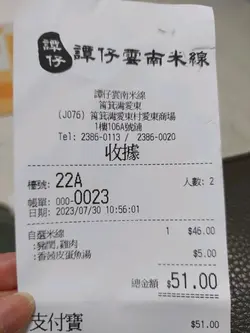 譚仔
譚仔雲南米線
譚仔雲南米線
筲箕灣愛東
(J076) 筲箕灣愛東村愛東商場
1樓106A號舖
Tel: 2386-0113 / 2386-0020
收據
檯號: 22A
人數: 2
帳單: 000-0023
日期: 2023/07/30 10:56:01
自選米線 1 $46.00
:豬潤,雞肉
:香茜皮蛋魚湯 $5.00
總金額 $51.00
支付寶 $51.00